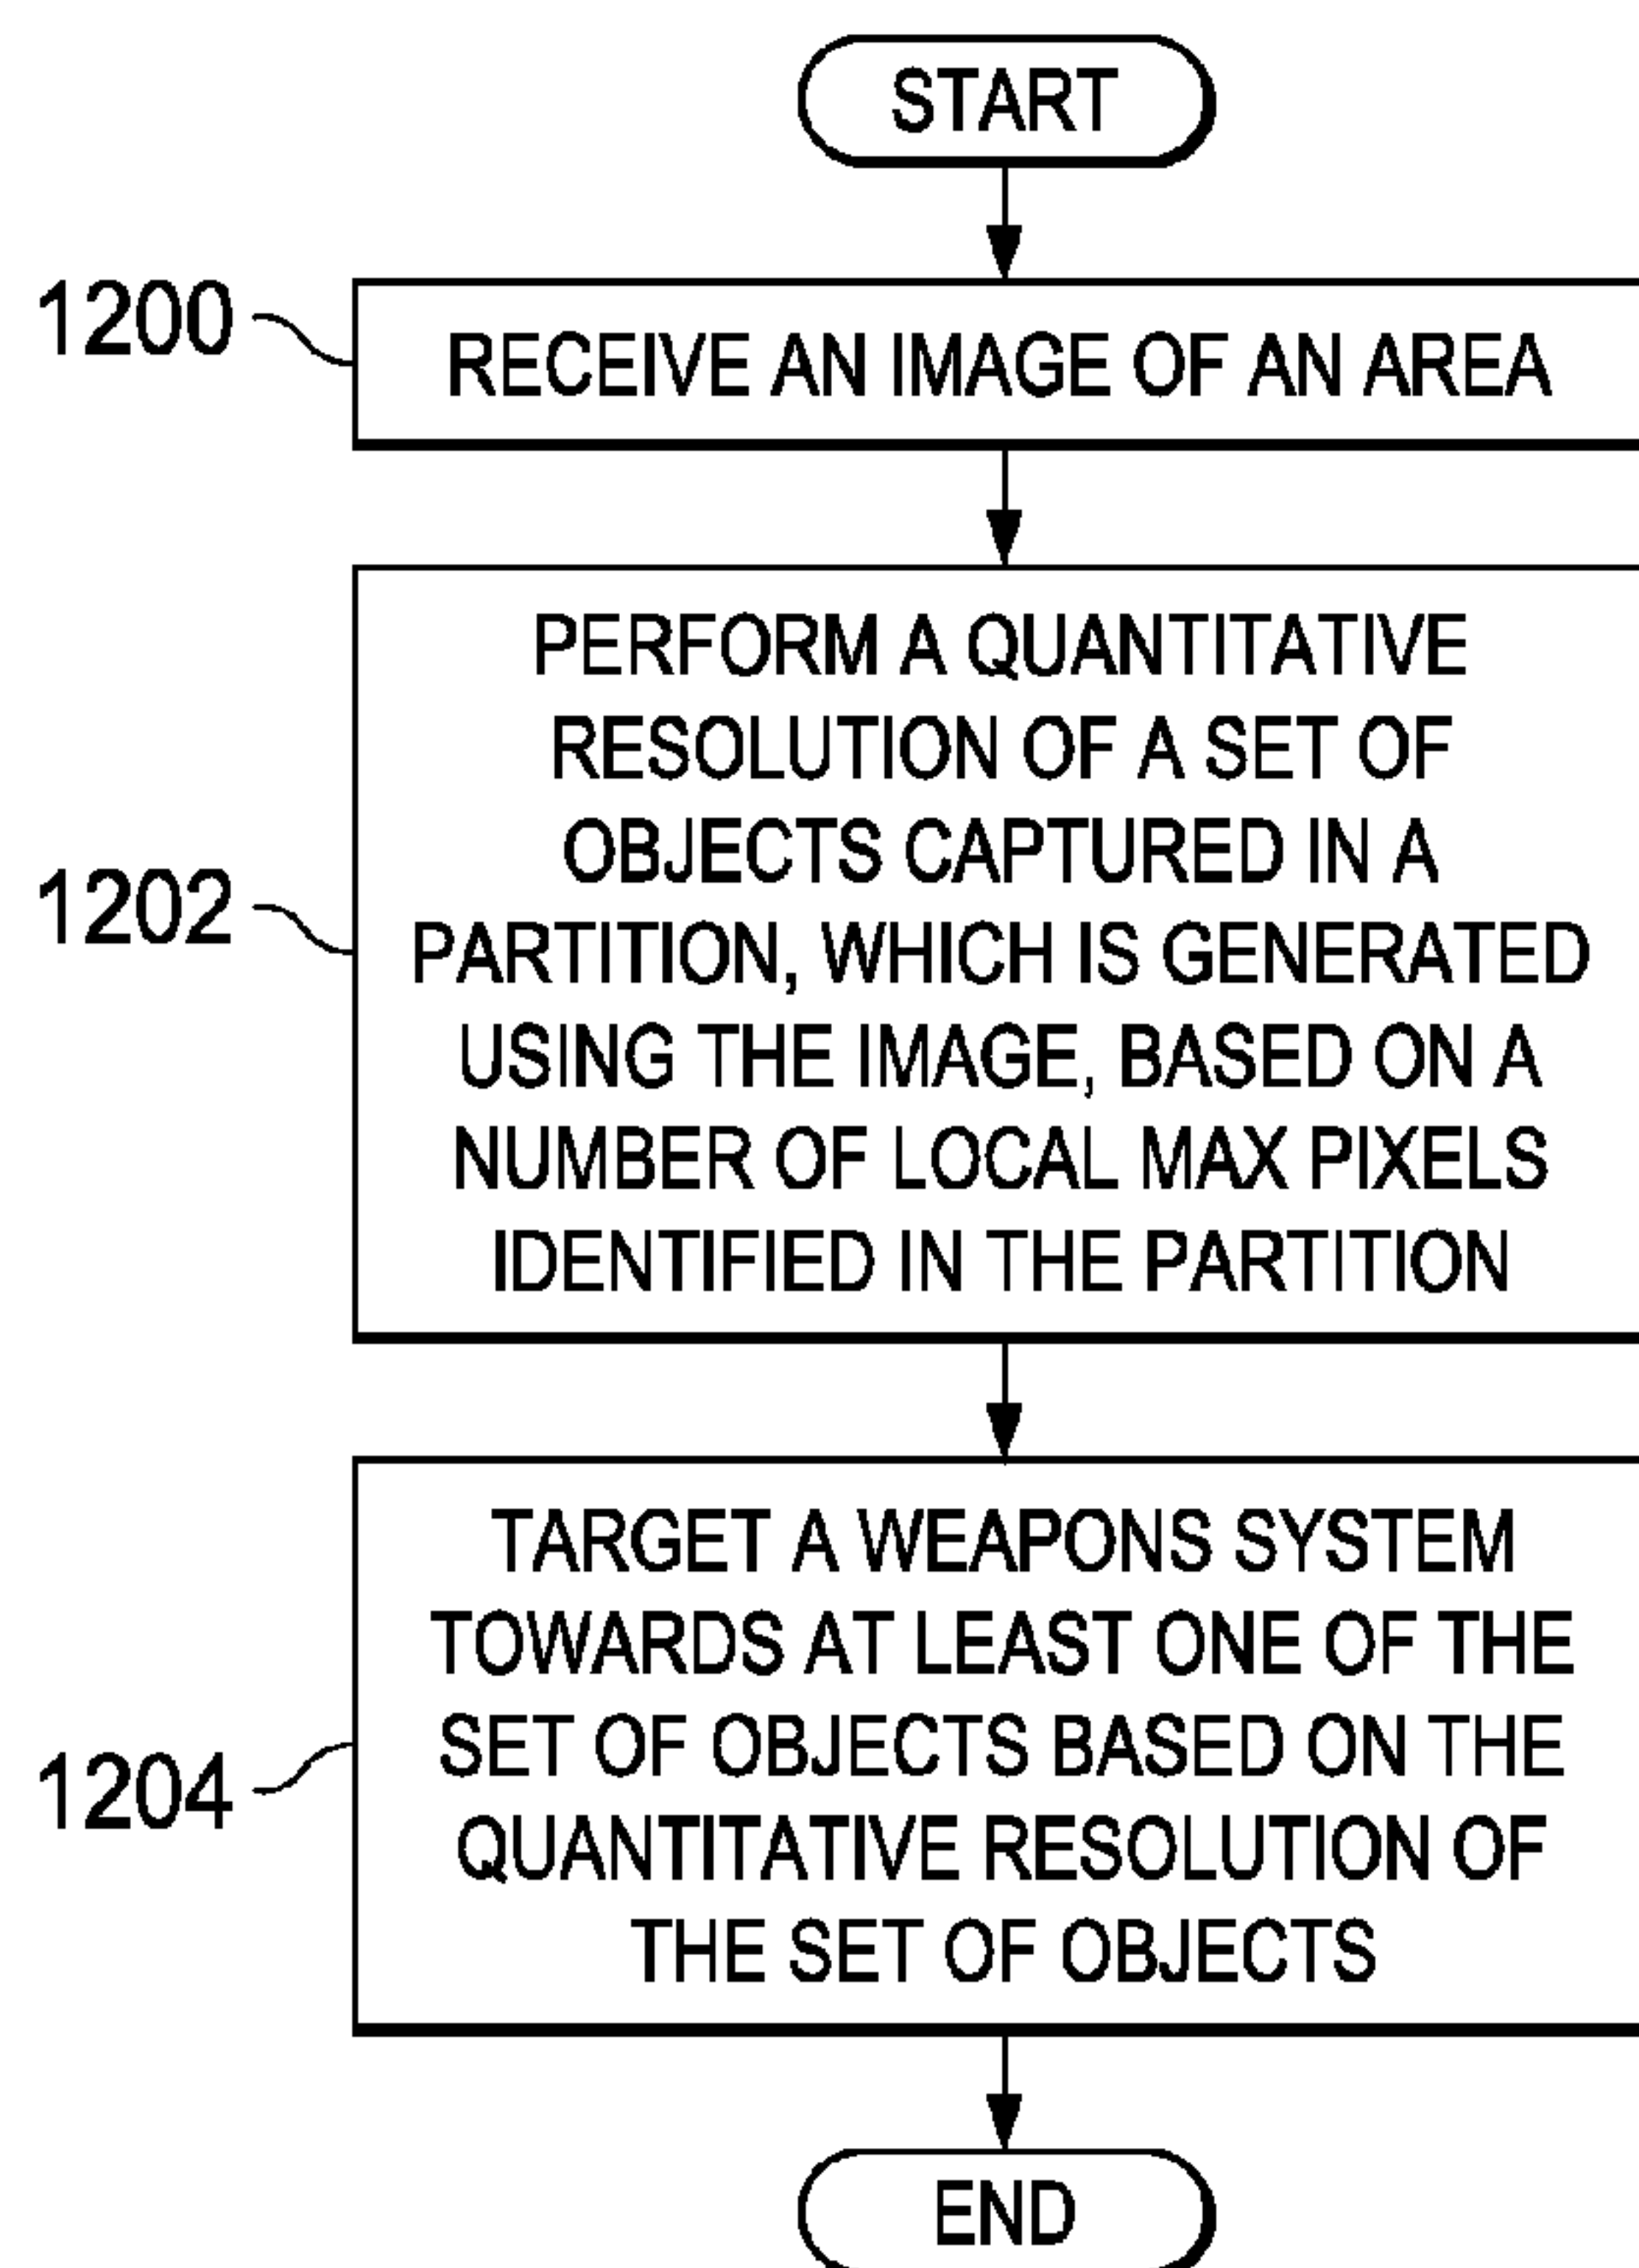 START
1200
RECEIVE AN IMAGE OF AN AREA
1202
PERFORM A QUANTITATIVE
RESOLUTION OF A SET OF
OBJECTS CAPTURED IN A
PARTITION, WHICH IS GENERATED
USING THE IMAGE, BASED ON A
NUMBER OF LOCAL MAX PIXELS
IDENTIFIED IN THE PARTITION
1204
TARGET A WEAPONS SYSTEM
TOWARDS AT LEAST ONE OF THE
SET OF OBJECTS BASED ON THE
QUANTITATIVE RESOLUTION OF
THE SET OF OBJECTS
END